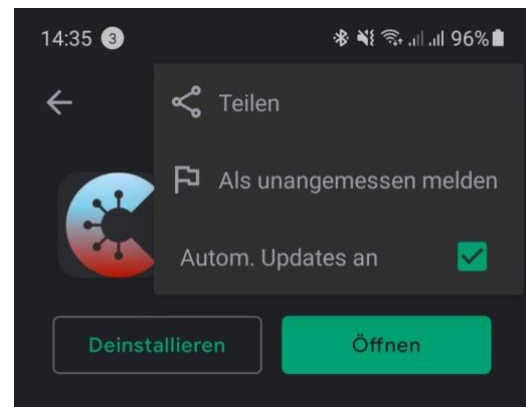 14:35 3 96%
Teilen
Als unangemessen melden
Autom. Updates an
Deinstallieren Öffnen